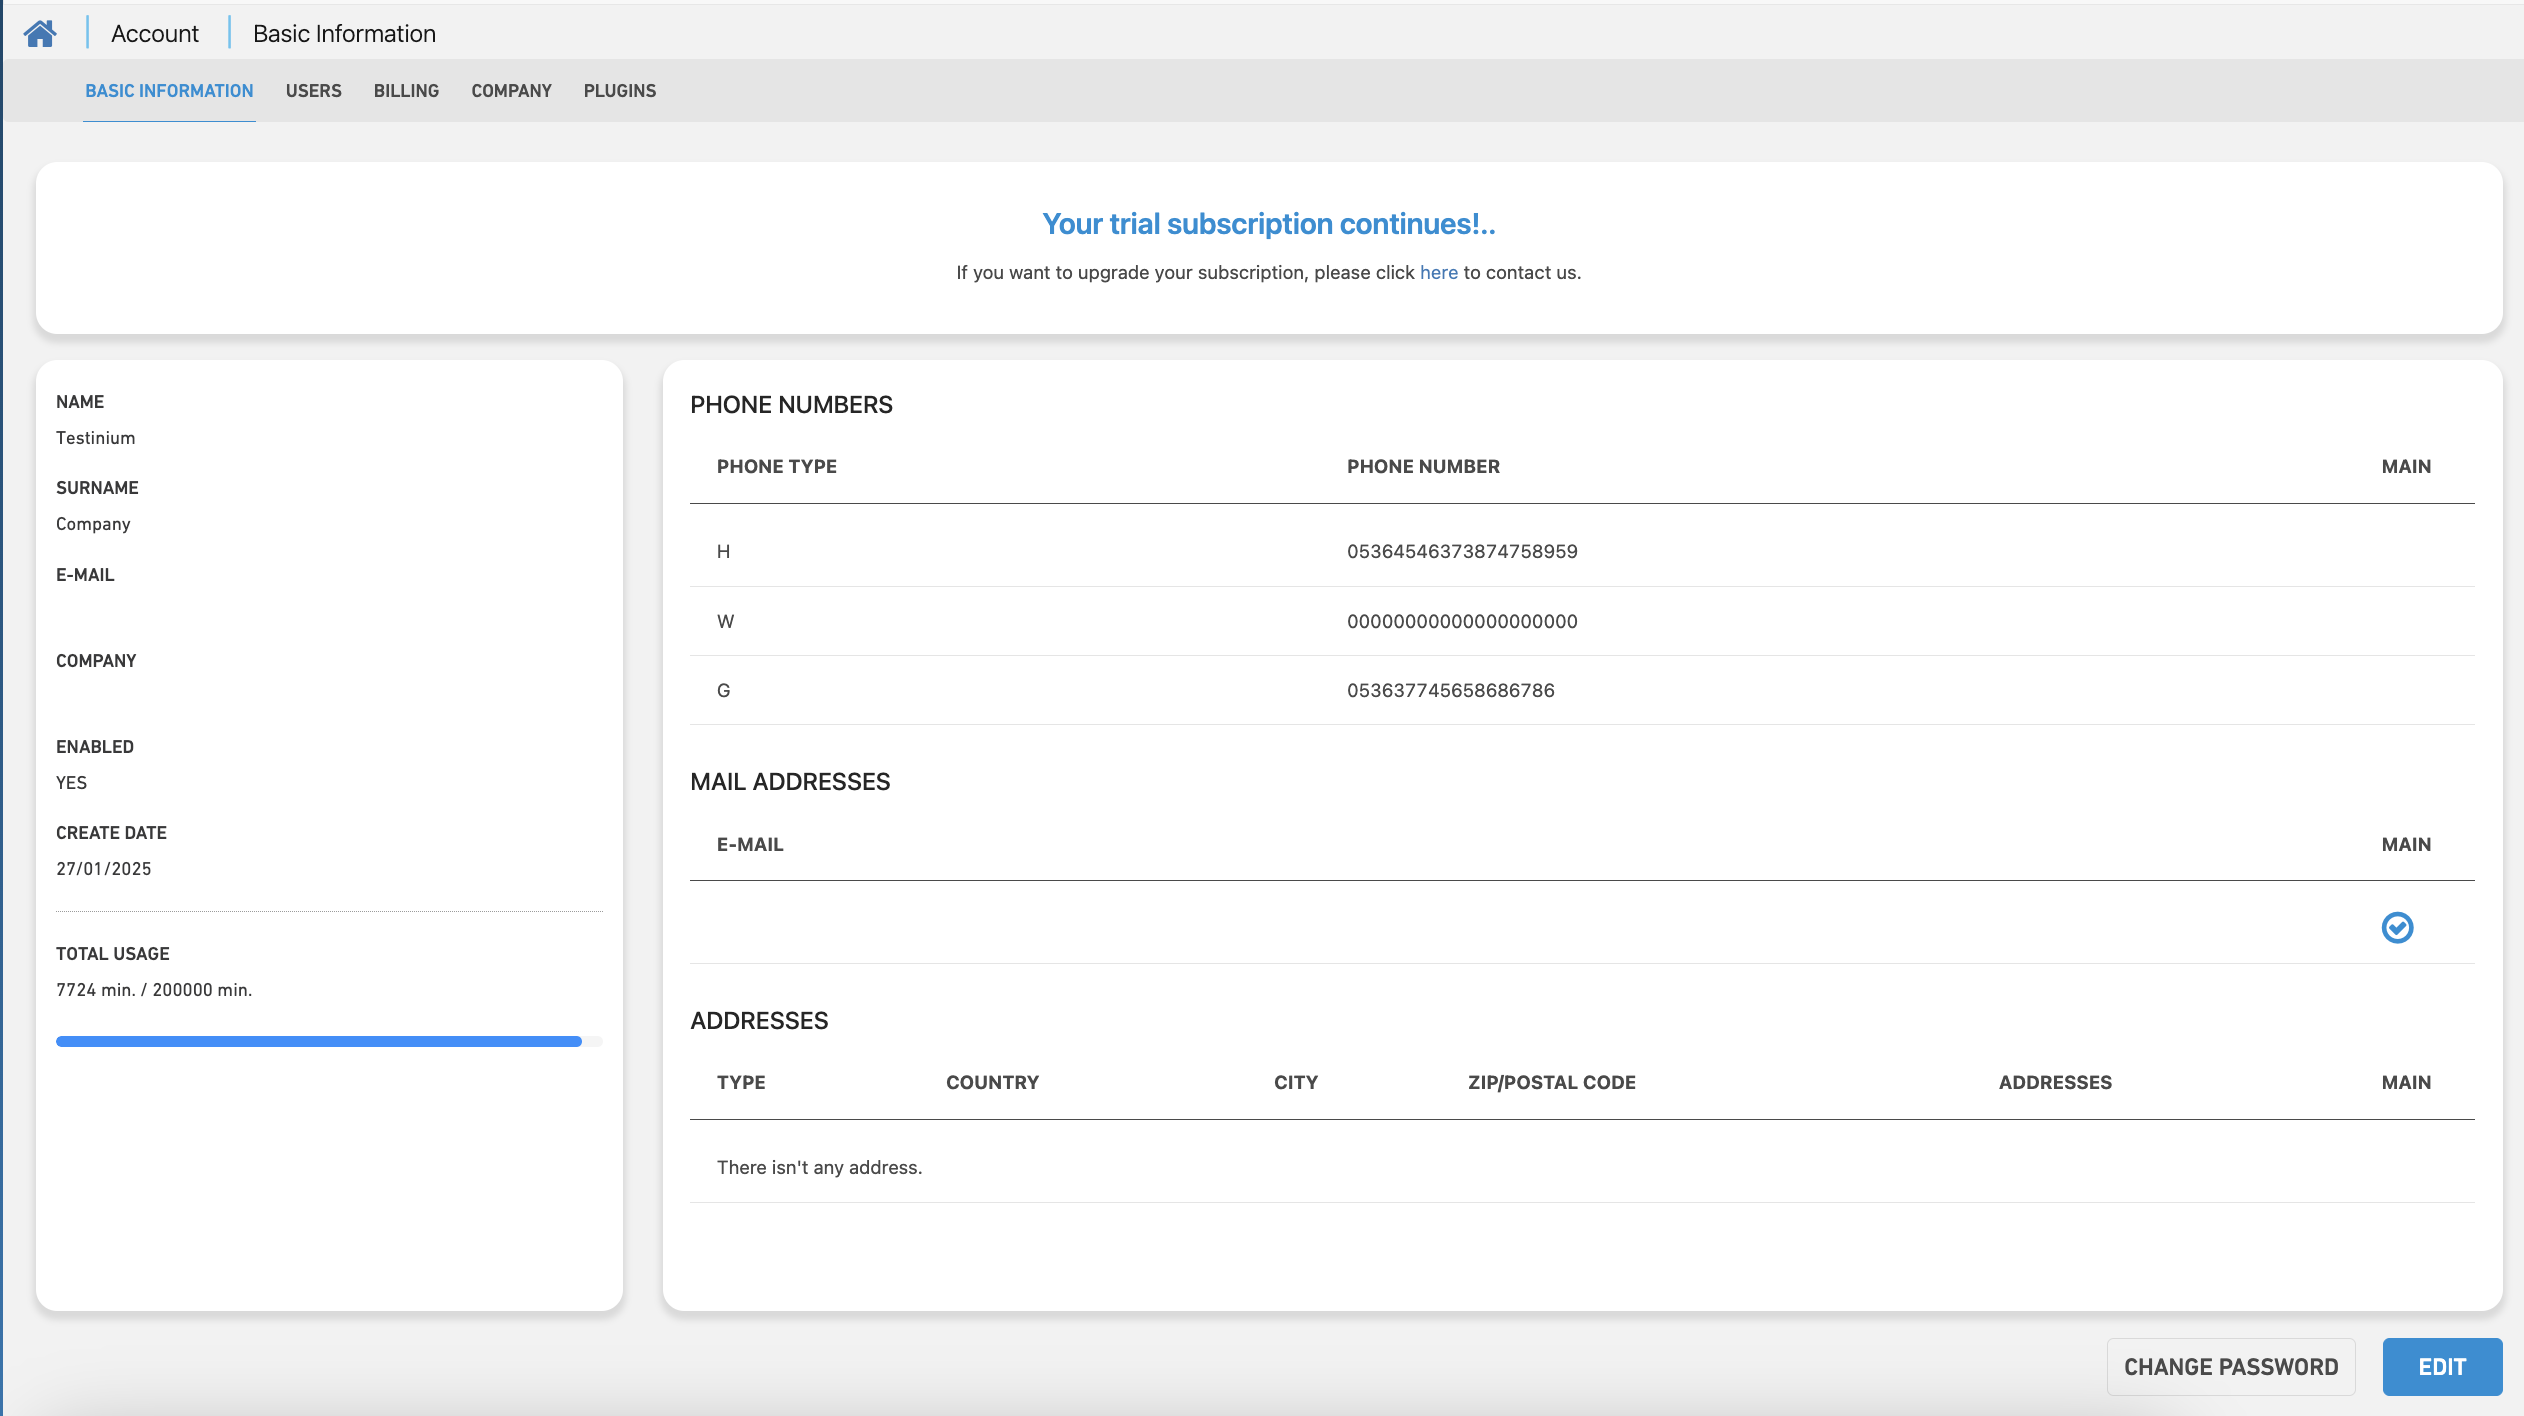 Account
Basic Information
BASIC INFORMATION
USERS
BILLING
COMPANY
PLUGINS
Your trial subscription continues!..
If you want to upgrade your subscription, please click here to contact us.
NAME
Testinium
SURNAME
Company
E-MAIL
COMPANY
ENABLED
YES
CREATE DATE
27/01/2025
TOTAL USAGE
7724 min. / 200000 min.
PHONE NUMBERS
PHONE TYPE PHONE NUMBER MAIN
H 05364546373874758959
W 00000000000000000000
G 053637745658686786
MAIL ADDRESSES
E-MAIL MAIN
ADDRESSES
TYPE COUNTRY CITY ZIP/POSTAL CODE ADDRESSES MAIN
There isn't any address.
CHANGE PASSWORD
EDIT